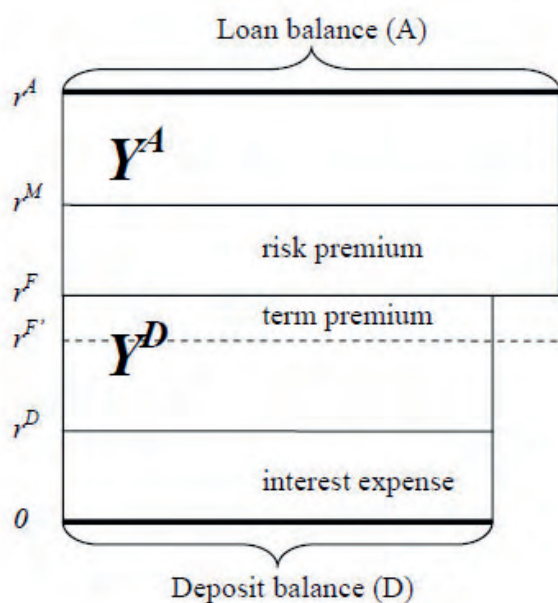 Loan balance (A)
r^A
Y^A
r^M
risk premium
r^F
term premium
r^F'
Y^D
r^D
interest expense
0
Deposit balance (D)